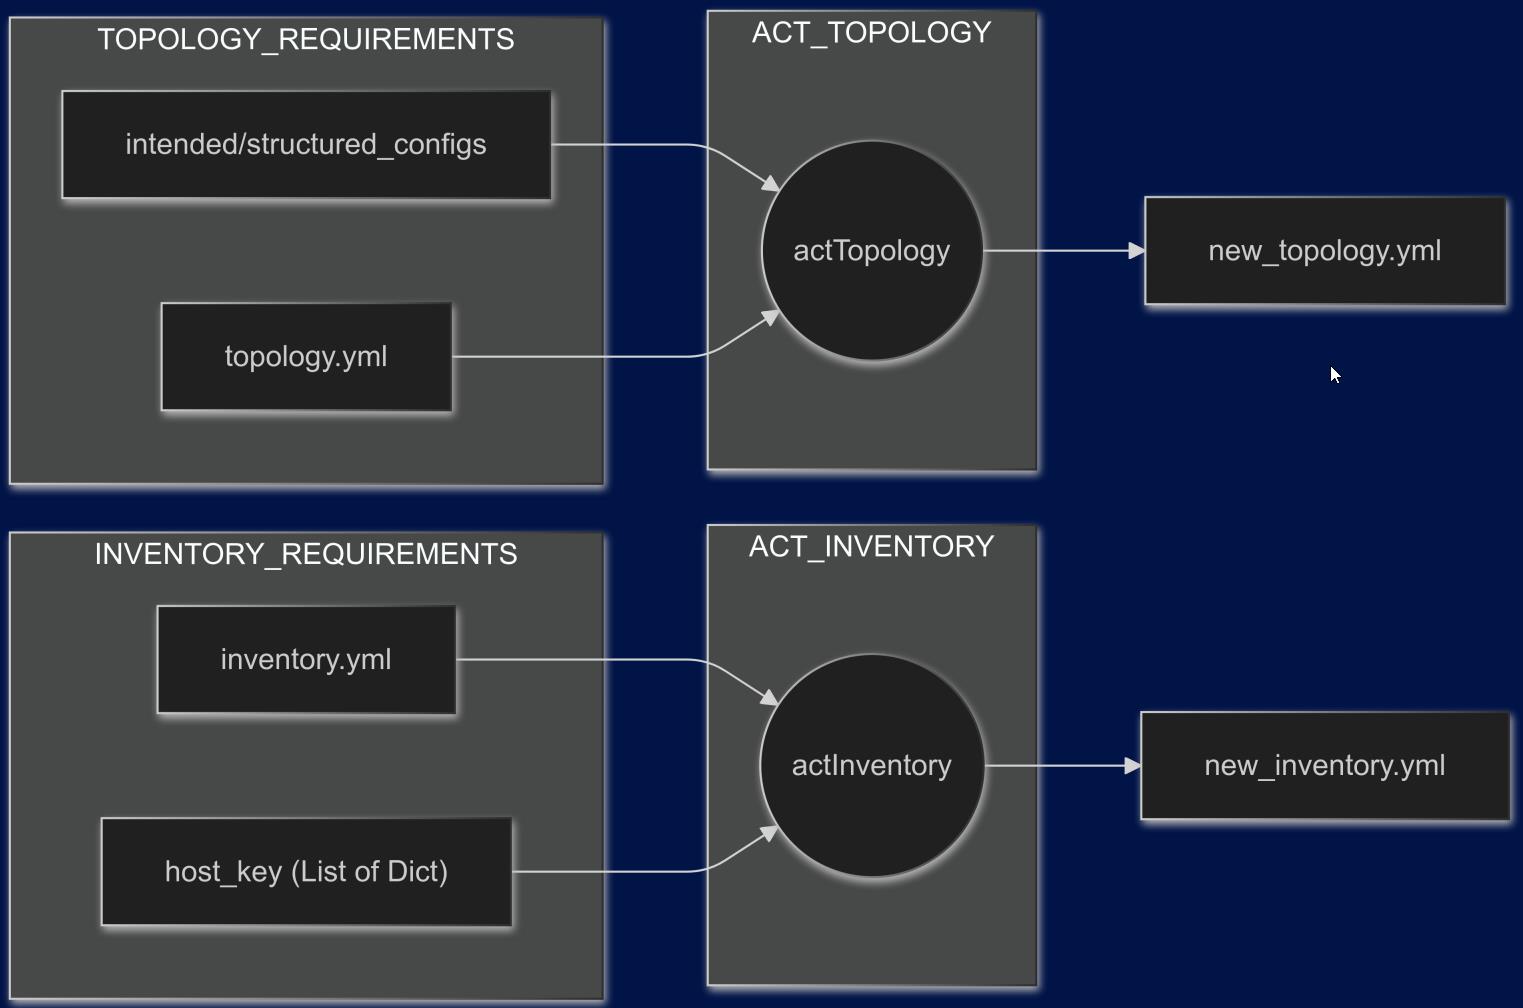 TOPOLOGY_REQUIREMENTS
intended/structured_configs
topology.yml
ACT_TOPOLOGY
actTopology
new_topology.yml
INVENTORY_REQUIREMENTS
inventory.yml
host_key (List of Dict)
ACT_INVENTORY
actInventory
new_inventory.yml